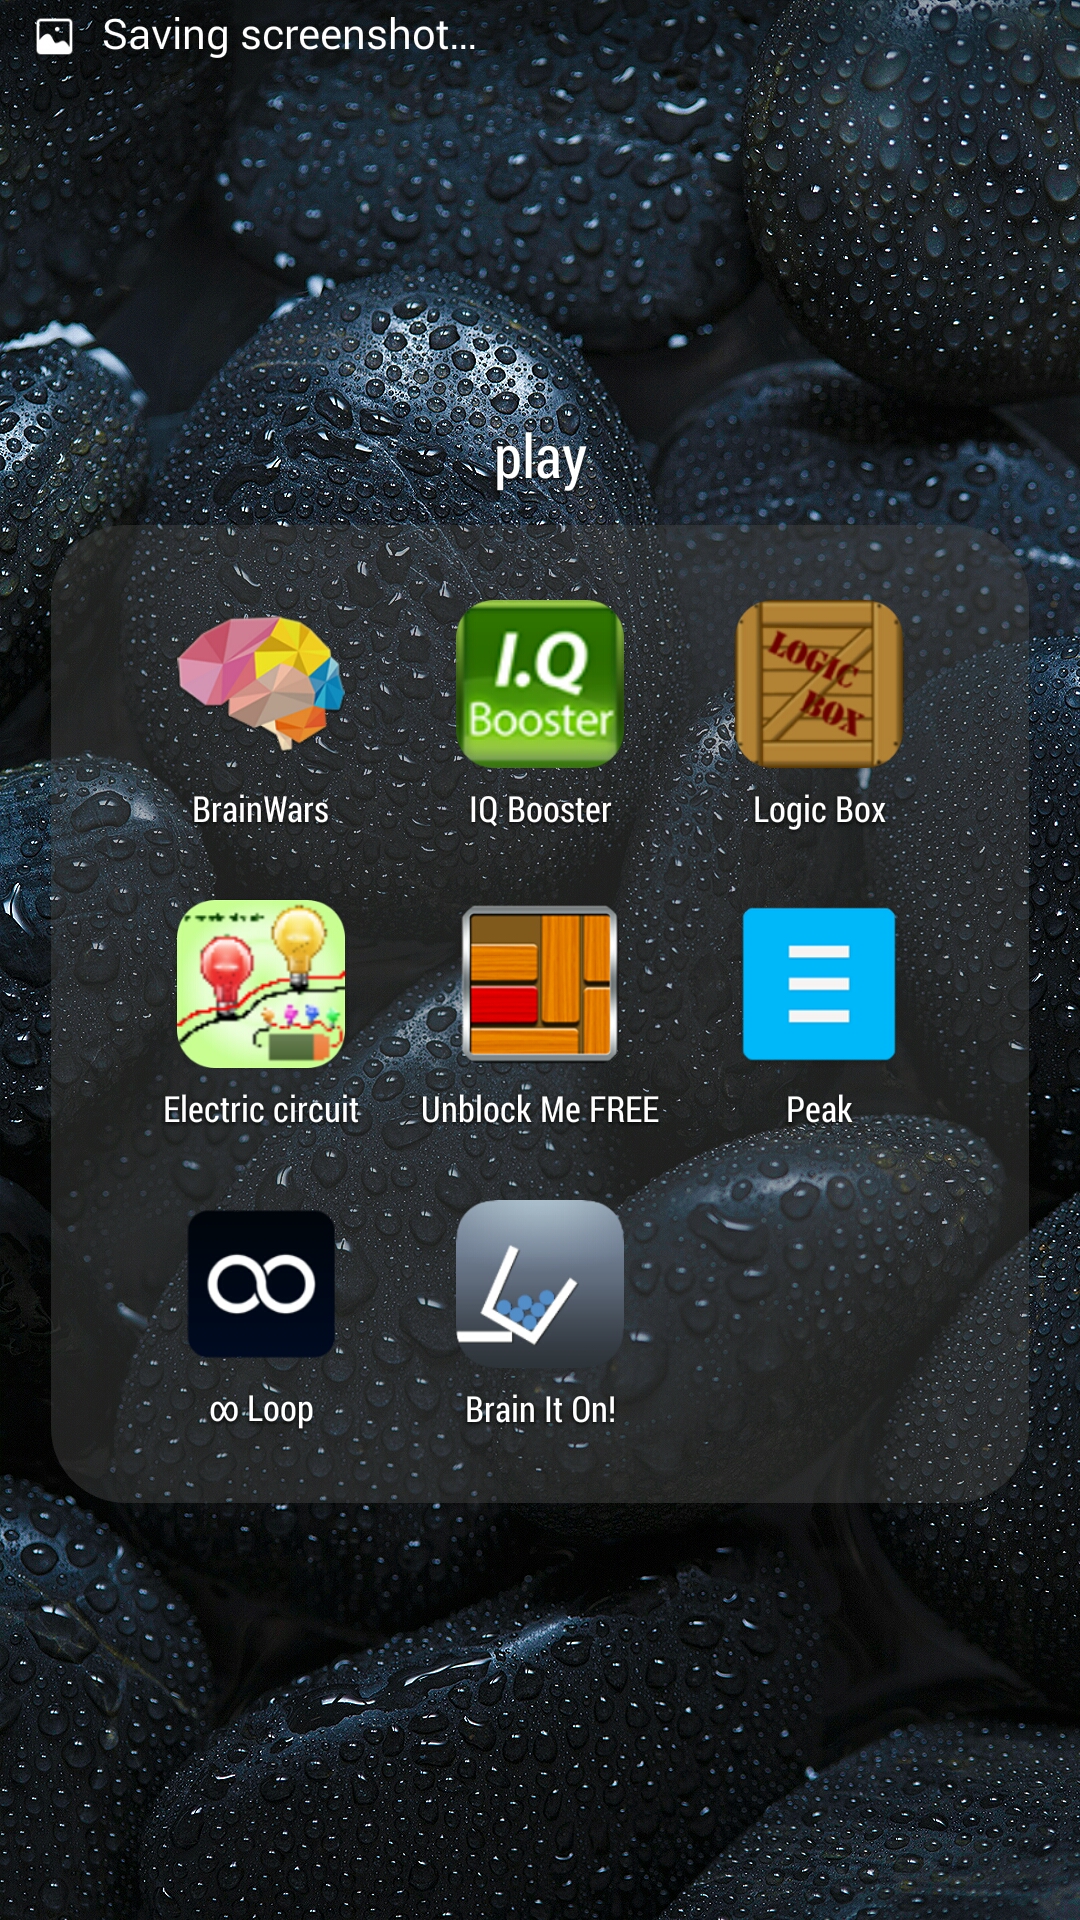 Saving screenshot...
play
I.Q
Booster
LOGIC
BOX
BrainWars
IQ Booster
Logic Box
Electric circuit
Unblock Me FREE
Peak
∞ Loop
Brain It On!